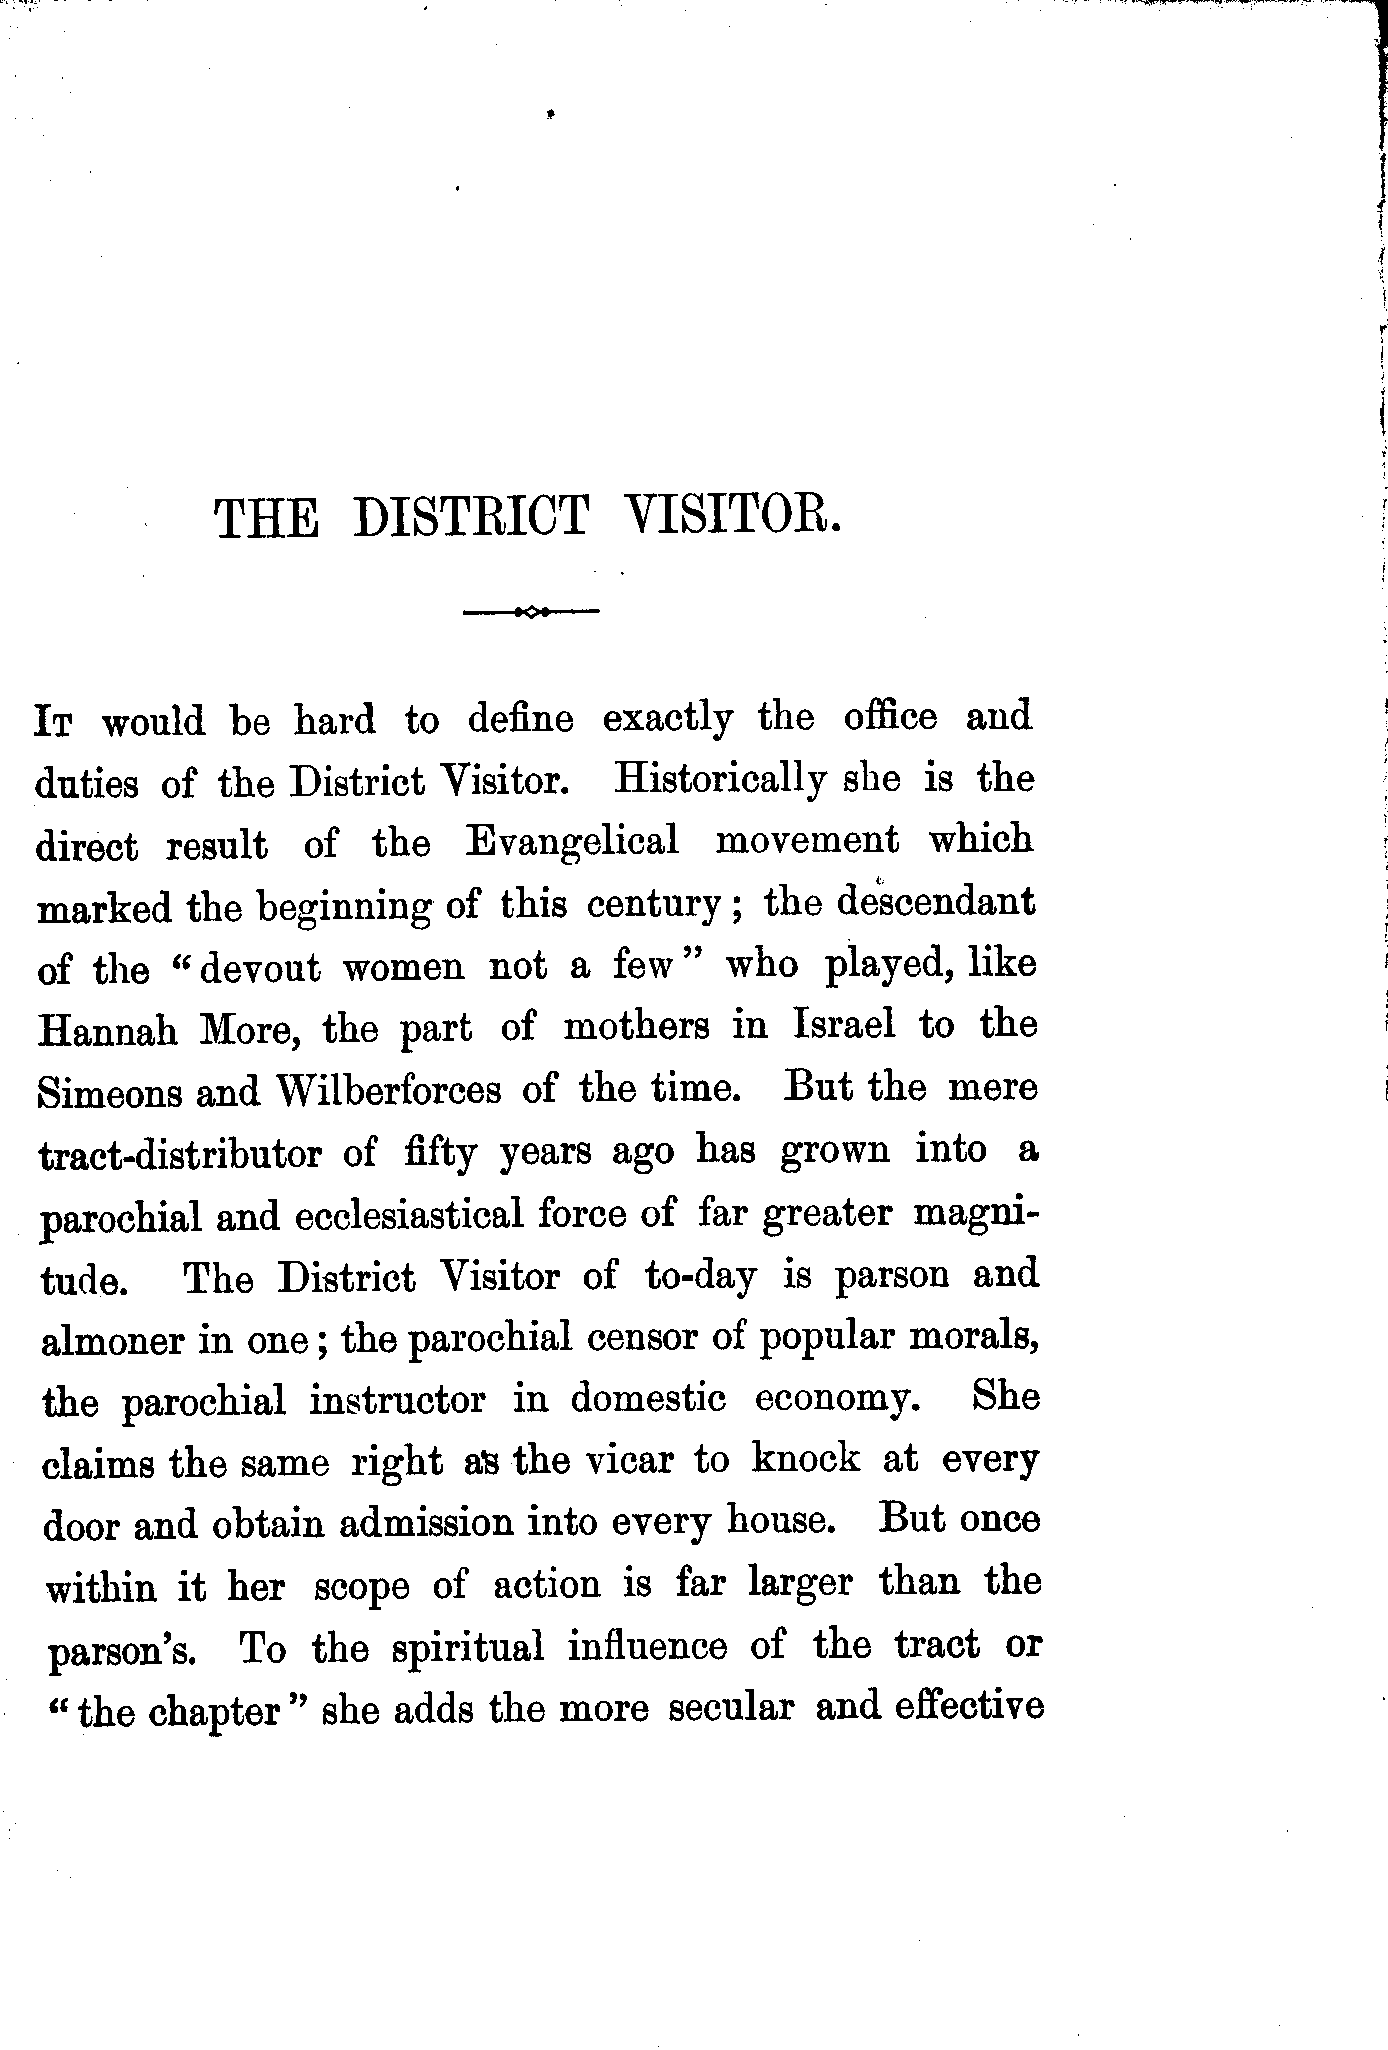 THE DISTRICT VISITOR.
IT would be hard to define exactly the office and
duties of the District Visitor. Historically she is the
direct result of the Evangelical movement which
marked the beginning of this century; the descendant
of the “devout women not a few” who played, like
Hannah More, the part of mothers in Israel to the
Simeons and Wilberforces of the time. But the mere
tract-distributor of fifty years ago has grown into a
parochial and ecclesiastical force of far greater magni-
tude. The District Visitor of to-day is parson and
almoner in one; the parochial censor of popular morals,
the parochial instructor in domestic economy. She
claims the same right as the vicar to knock at every
door and obtain admission into every house. But once
within it her scope of action is far larger than the
parson's. To the spiritual influence of the tract or
“the chapter” she adds the more secular and effective